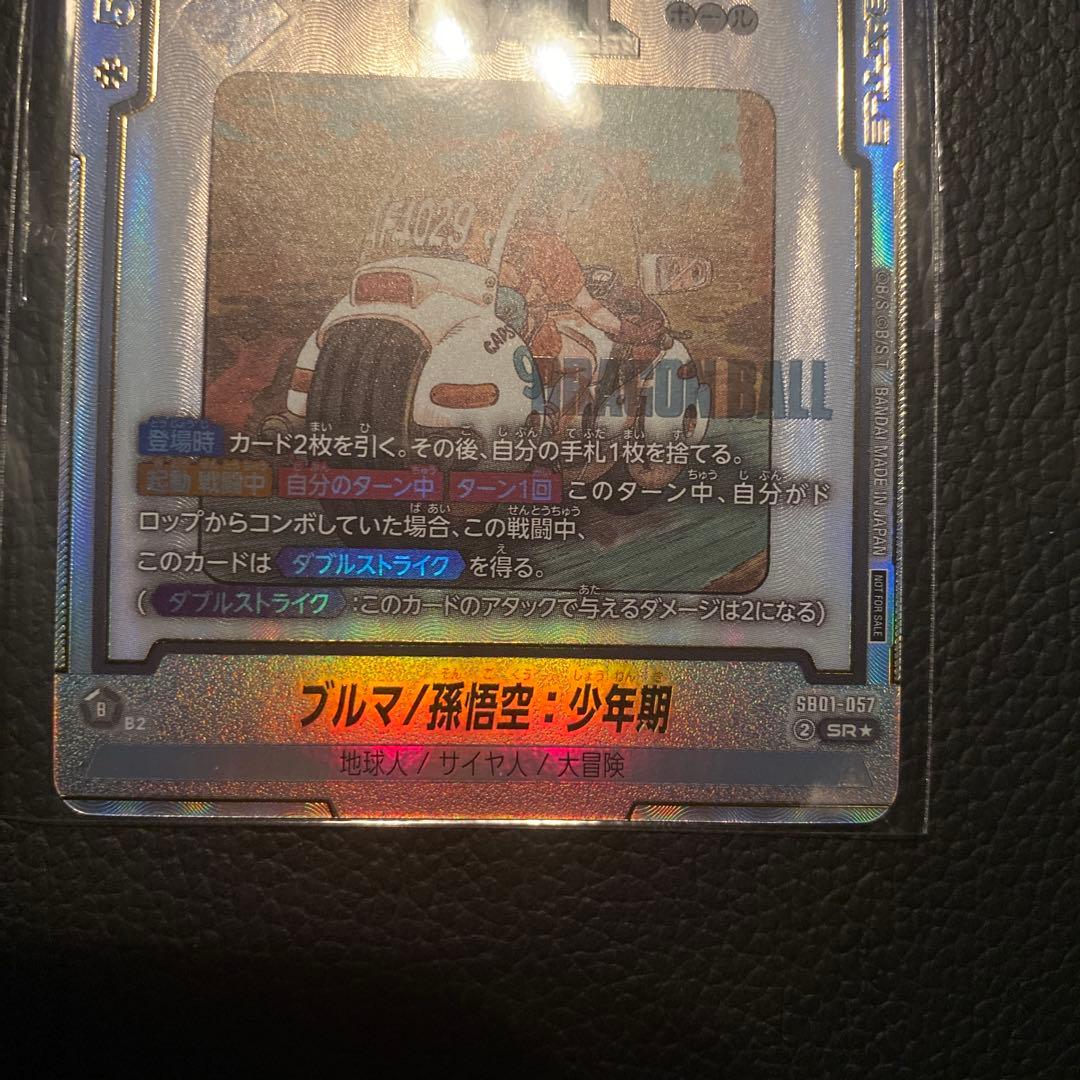 5
ボール
F4029
CAPS
DRAGON BALL
登場時 カード2枚を引く。その後、自分の手札1枚を捨てる。
起動 戦闘中 自分のターン中 ターン1回 このターン中、自分がド
ロップからコンボしていた場合、この戦闘中、
このカードは ダブルストライク を得る。
( ダブルストライク :このカードのアタックで与えるダメージは2になる)
ブルマ/孫悟空:少年期
地球人 / サイヤ人 / 大冒険
B
B2
SB01-057
② SR★
©B/S ©B/S・T BANDAI MADE IN JAPAN
NOT FOR SALE